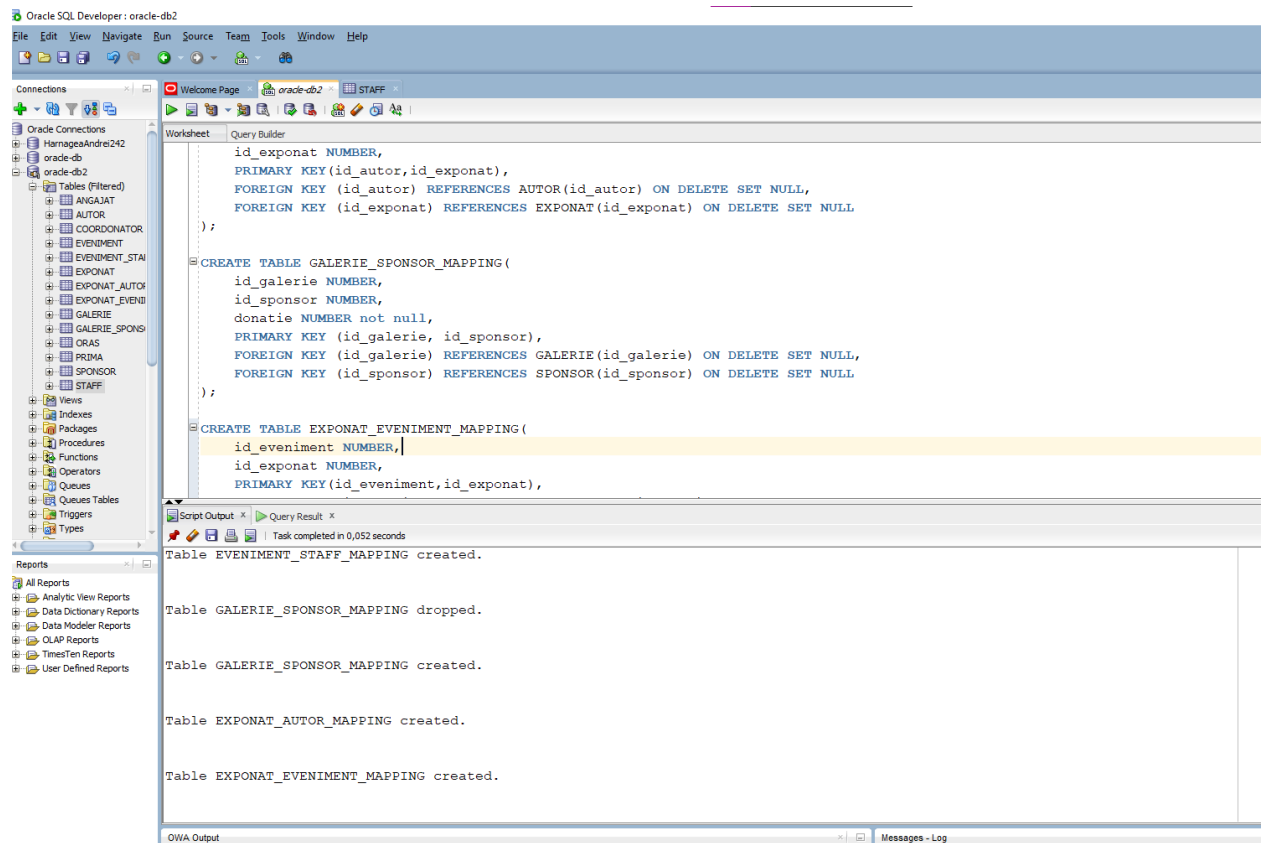 Oracle SQL Developer : oracle-db2
File Edit View Navigate Run Source Team Tools Window Help
Connections
Welcome Page
oracle-db2
STAFF
Worksheet Query Builder
Oracle Connections
HarnageaAndrei242
oracle-db
oracle-db2
Tables (Filtered)
ANGAJAT
AUTOR
COORDONATOR
EVENIMENT
EVENIMENT_STAI
EXPONAT
EXPONAT_AUTOF
EXPONAT_EVENI
GALERIE
GALERIE_SPONS
ORAS
PRIMA
SPONSOR
STAFF
Views
Indexes
Packages
Procedures
Functions
Operators
Queues
Queues Tables
Triggers
Types
id_exponat NUMBER,
PRIMARY KEY(id_autor,id_exponat),
FOREIGN KEY (id_autor) REFERENCES AUTOR(id_autor) ON DELETE SET NULL,
FOREIGN KEY (id_exponat) REFERENCES EXPONAT(id_exponat) ON DELETE SET NULL
);
CREATE TABLE GALERIE_SPONSOR_MAPPING(
id_galerie NUMBER,
id_sponsor NUMBER,
donatie NUMBER not null,
PRIMARY KEY (id_galerie, id_sponsor),
FOREIGN KEY (id_galerie) REFERENCES GALERIE(id_galerie) ON DELETE SET NULL,
FOREIGN KEY (id_sponsor) REFERENCES SPONSOR(id_sponsor) ON DELETE SET NULL
);
CREATE TABLE EXPONAT_EVENIMENT_MAPPING(
id_eveniment NUMBER,
id_exponat NUMBER,
PRIMARY KEY(id_eveniment,id_exponat),
Script Output
Query Result
Task completed in 0,052 seconds
Table EVENIMENT_STAFF_MAPPING created.
Table GALERIE_SPONSOR_MAPPING dropped.
Table GALERIE_SPONSOR_MAPPING created.
Table EXPONAT_AUTOR_MAPPING created.
Table EXPONAT_EVENIMENT_MAPPING created.
Reports
All Reports
Analytic View Reports
Data Dictionary Reports
Data Modeler Reports
OLAP Reports
TimesTen Reports
User Defined Reports
OWA Output
Messages - Log